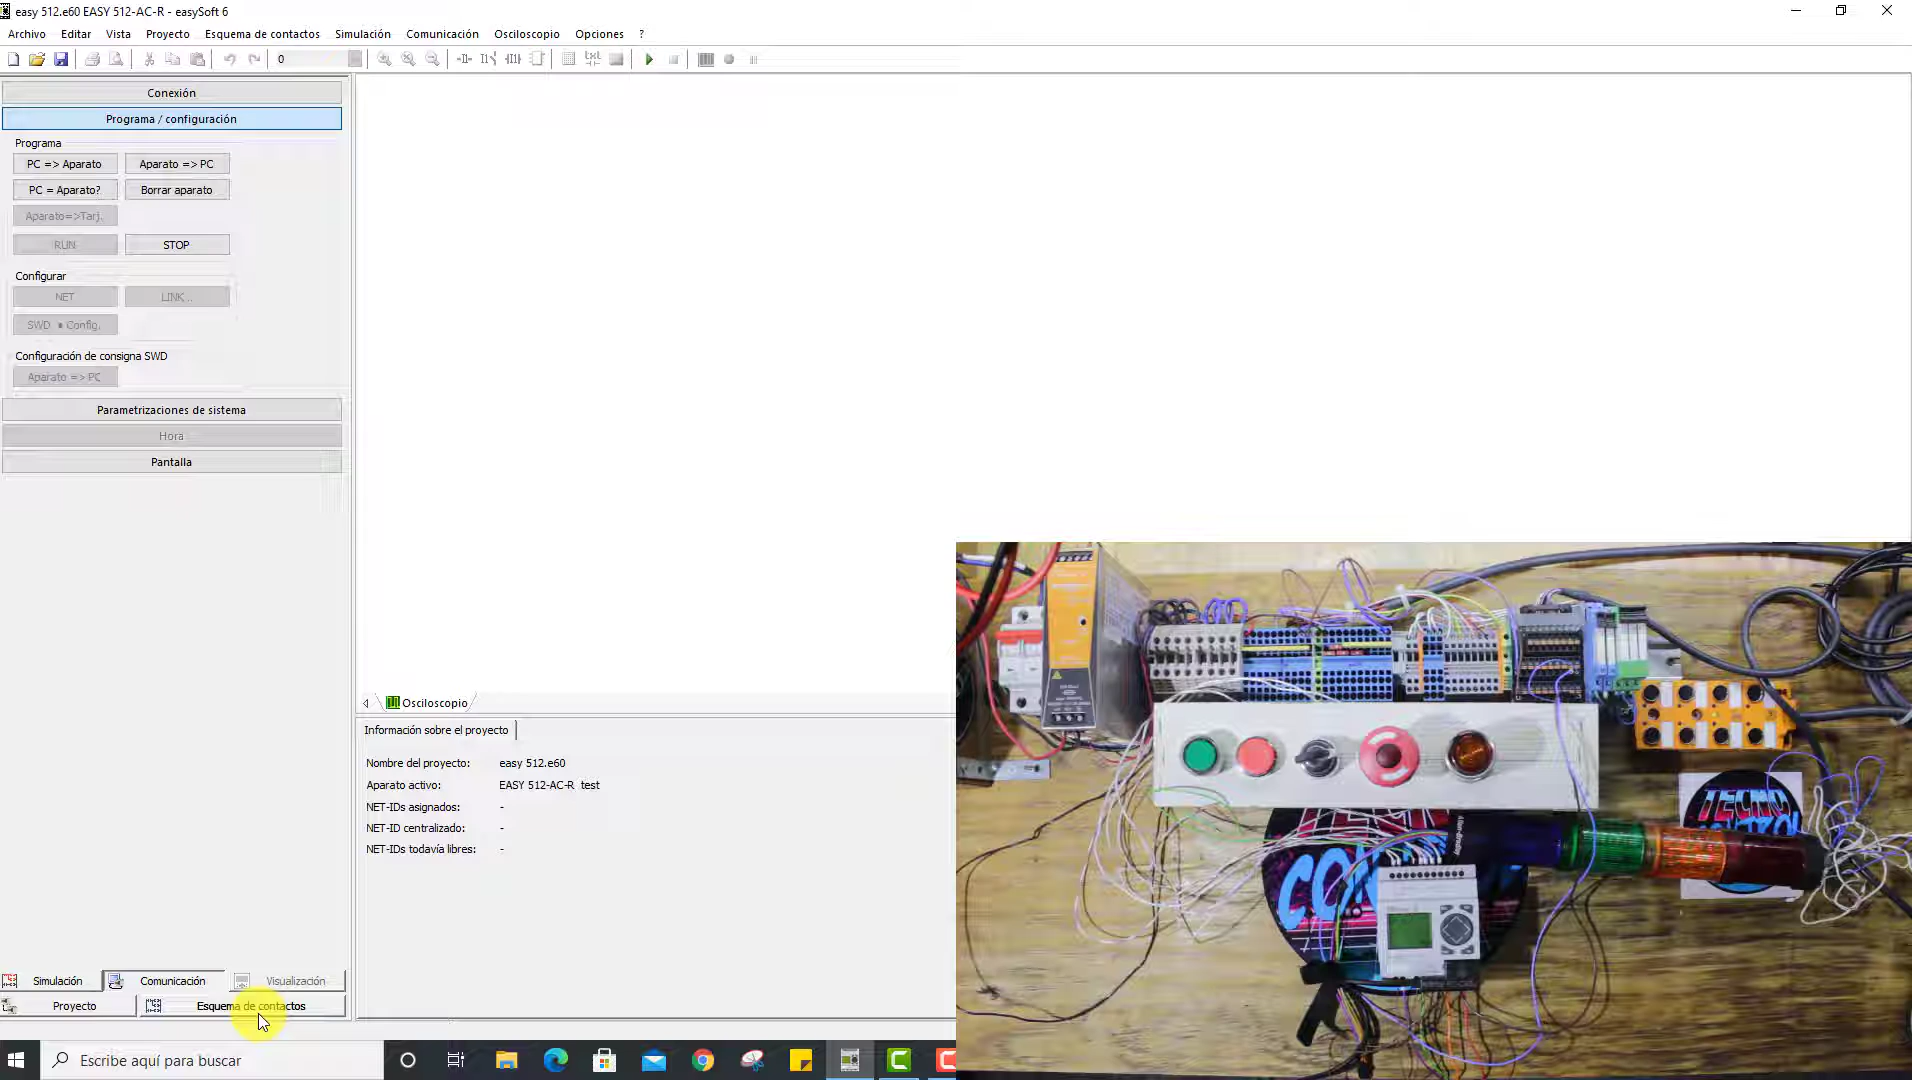 easy 512.e60 EASY 512-AC-R - easySoft 6
Archivo Editar Vista Proyecto Esquema de contactos Simulación Comunicación Osciloscopio Opciones ?
0
Conexión
Programa / configuración
Programa
PC => Aparato Aparato => PC
PC = Aparato? Borrar aparato
Aparato=>Tarj.
RUN STOP
Configurar
NET LINK...
SWD Config.
Configuración de consigna SWD
Aparato => PC
Parametrizaciones de sistema
Hora
Pantalla
Osciloscopio
Información sobre el proyecto
Nombre del proyecto: easy 512.e60
Aparato activo: EASY 512-AC-R test
NET-IDs asignados: -
NET-ID centralizado: -
NET-IDs todavía libres: -
Simulación Comunicación Visualización
Proyecto Esquema de contactos
Escribe aquí para buscar
TECNO
CONTROL
CON